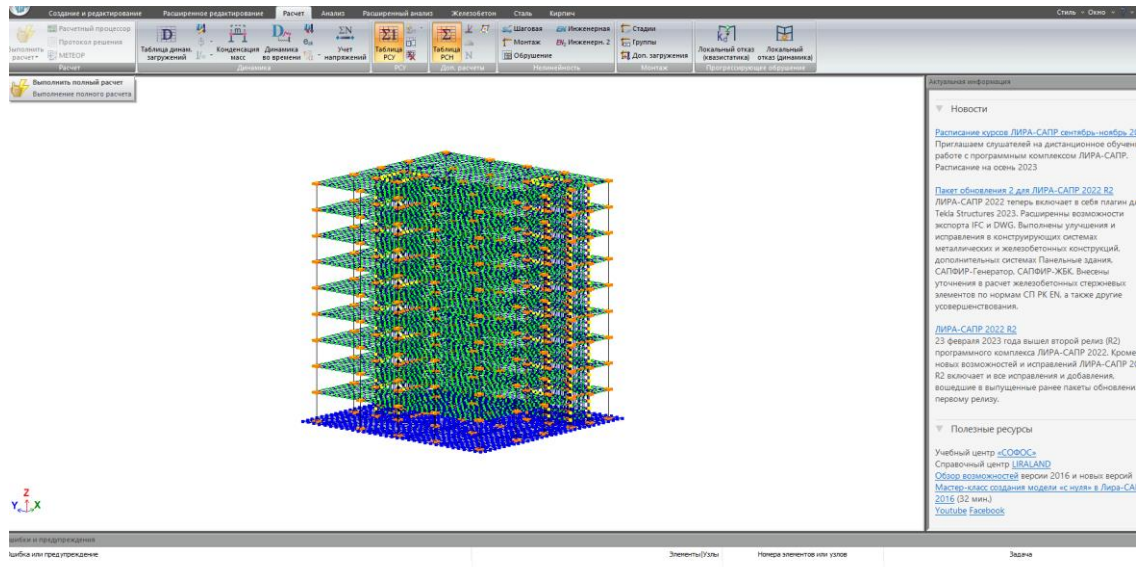 Создание и редактирование Расширенное редактирование Расчет Анализ Расширенный анализ Железобетон Сталь Кирпич Стиль Окно
Расчетный процессор
Протокол решения
МЕТЕОР
Выполнить расчет
Расчет
Таблица динам. загружений
Конденсация масс
Динамика во времени
Учет напряжений
Динамика
Таблица РСУ
РСУ
Таблица РСН
Доп. расчеты
Шаговая Инженерная
Монтаж Инженерн. 2
Обрушение
Нелинейность
Стадии
Группы
Доп. загружения
Монтаж
Локальный отказ (квазистатика)
Локальный отказ (динамика)
Прогрессирующее обрушение
Выполнить полный расчет
Выполнение полного расчета
Z
Y X
Актуальная информация
Новости
Расписание курсов ЛИРА-САПР сентябрь-ноябрь
Приглашаем слушателей на дистанционное
работе с программным комплексом ЛИРА-САПР.
Расписание на осень 2023
Пакет обновления 2 для ЛИРА-САПР 2022 R2
ЛИРА-САПР 2022 теперь включает в себя плагин
Tekla Structures 2023. Расширены возможности
экспорта IFC и DWG. Выполнены улучшения и
исправления в конструирующих системах
металлических и железобетонных конструкций,
дополнительных системах Панельные здания,
САПФИР-Генератор, САПФИР-ЖБК. Внесены
уточнения в расчет железобетонных стержневых
элементов по нормам СП РК EN, а также другие
усовершенствования.
ЛИРА-САПР 2022 R2
23 февраля 2023 года вышел второй релиз (R2)
программного комплекса ЛИРА-САПР 2022. Кроме
новых возможностей и исправлений ЛИРА-САПР
R2 включает и все исправления и добавления,
вошедшие в выпущенные ранее пакеты
первому релизу.
Полезные ресурсы
Учебный центр «СОФОС»
Справочный центр LIRALAND
Обзор возможностей версии 2016 и новых версий
Мастер-класс создания модели «с нуля» в
2016 (32 мин.)
Youtube Facebook
и предупреждения
или предупреждение Элементы/Узлы Номера элементов или узлов Задача